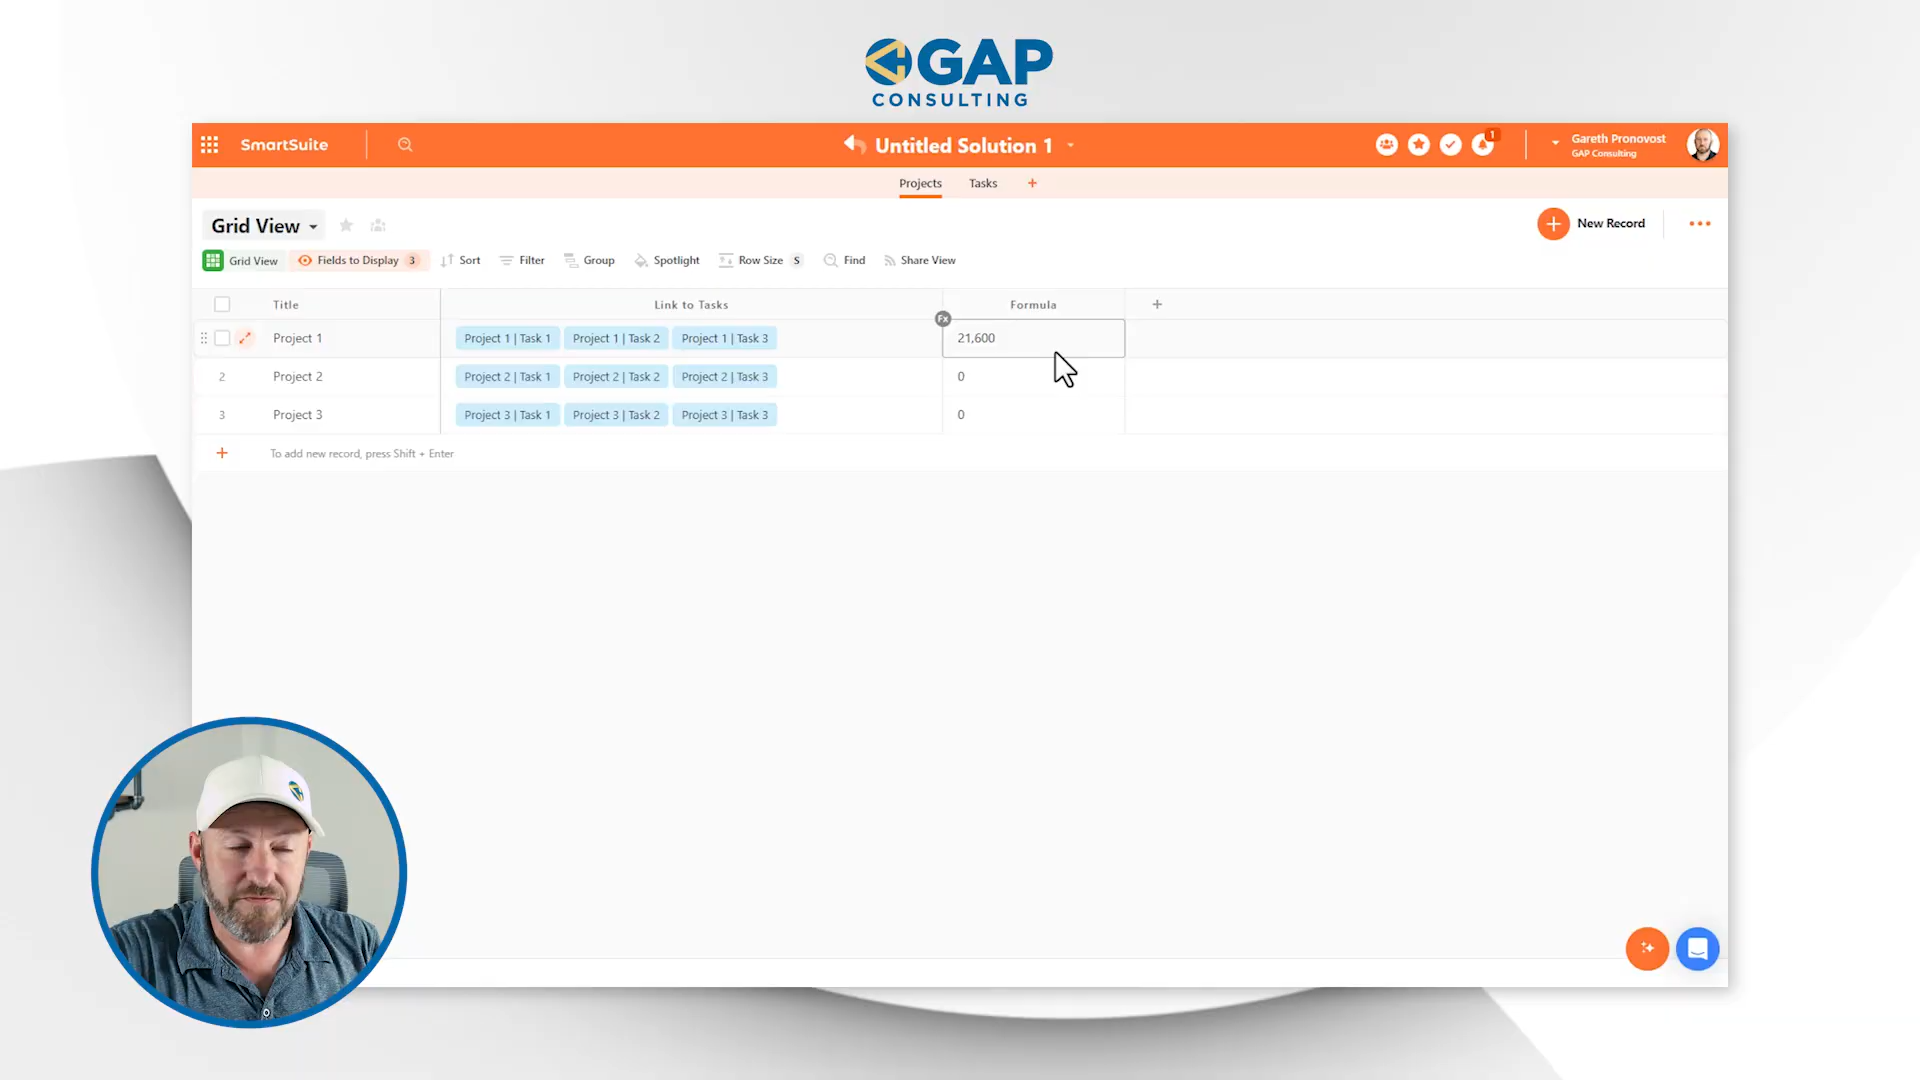 GAP
CONSULTING
SmartSuite
Untitled Solution 1
1
Gareth Pronovost
GAP Consulting
Projects Tasks +
Grid View
New Record
Grid View Fields to Display 3 Sort Filter Group Spotlight Row Size S Find Share View
Title Link to Tasks Formula +
Fx
Project 1 Project 1 | Task 1 Project 1 | Task 2 Project 1 | Task 3 21,600
2 Project 2 Project 2 | Task 1 Project 2 | Task 2 Project 2 | Task 3 0
3 Project 3 Project 3 | Task 1 Project 3 | Task 2 Project 3 | Task 3 0
+ To add new record, press Shift + Enter